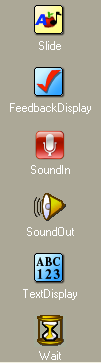 Slide
FeedbackDisplay
SoundIn
SoundOut
ABC
123
TextDisplay
Wait